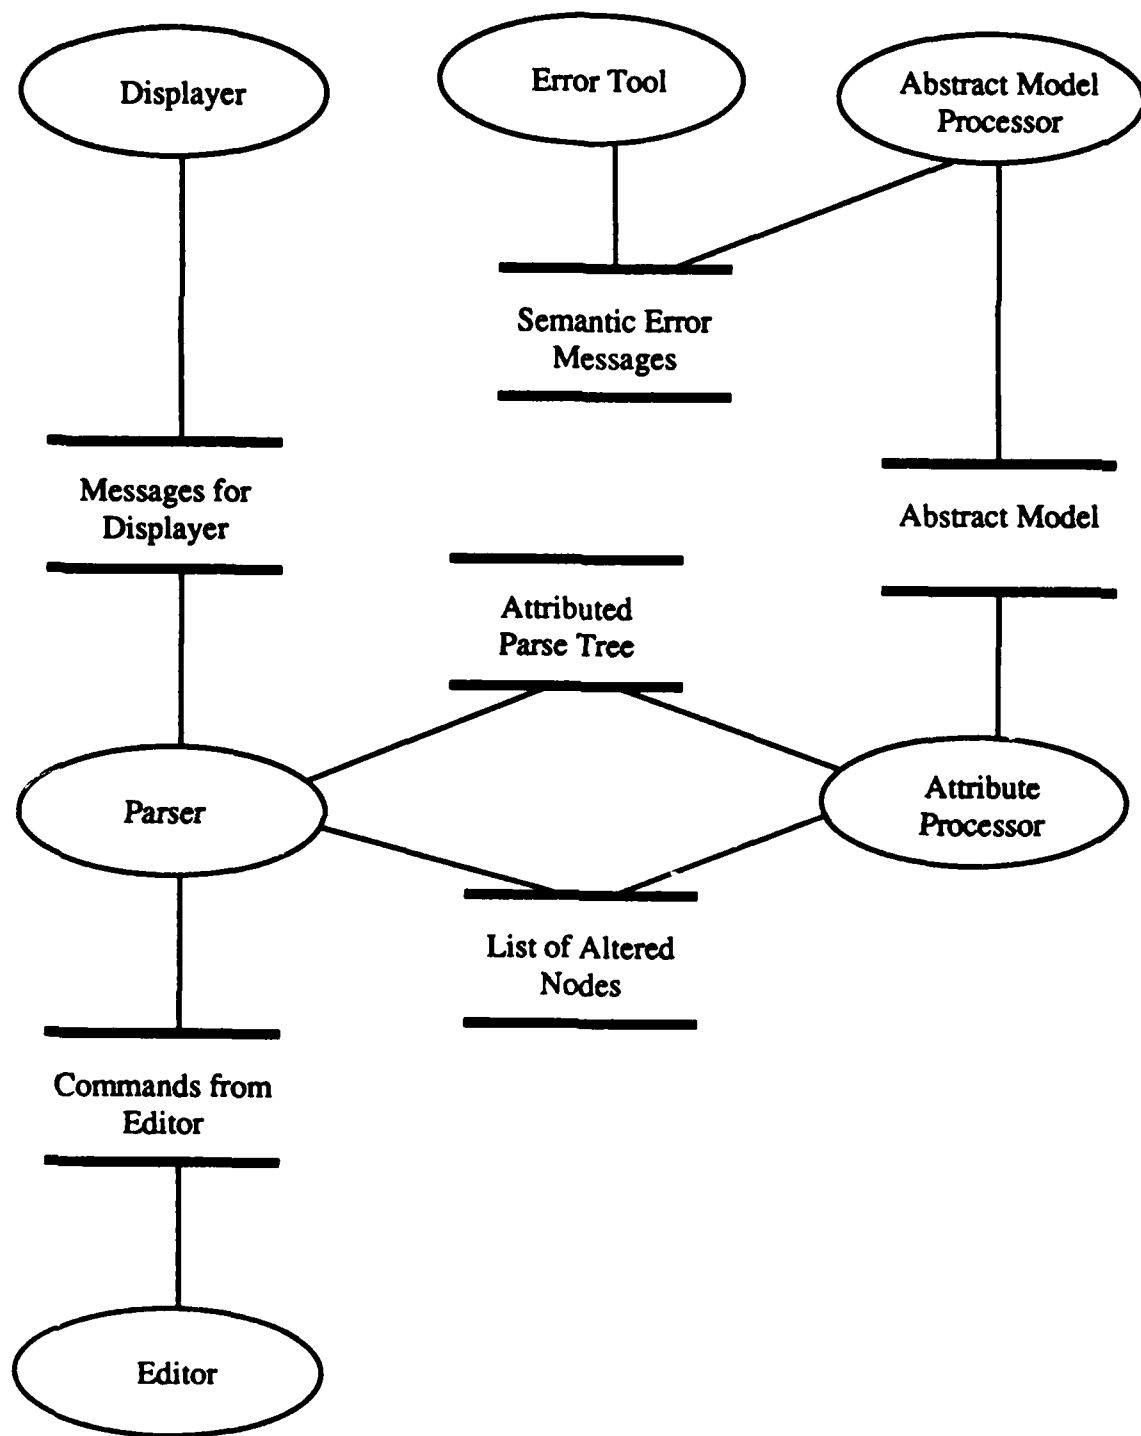 Displayer
Error Tool
Abstract Model
Processor
Semantic Error
Messages
Messages for
Displayer
Abstract Model
Attributed
Parse Tree
Parser
Attribute
Processor
List of Altered
Nodes
Commands from
Editor
Editor